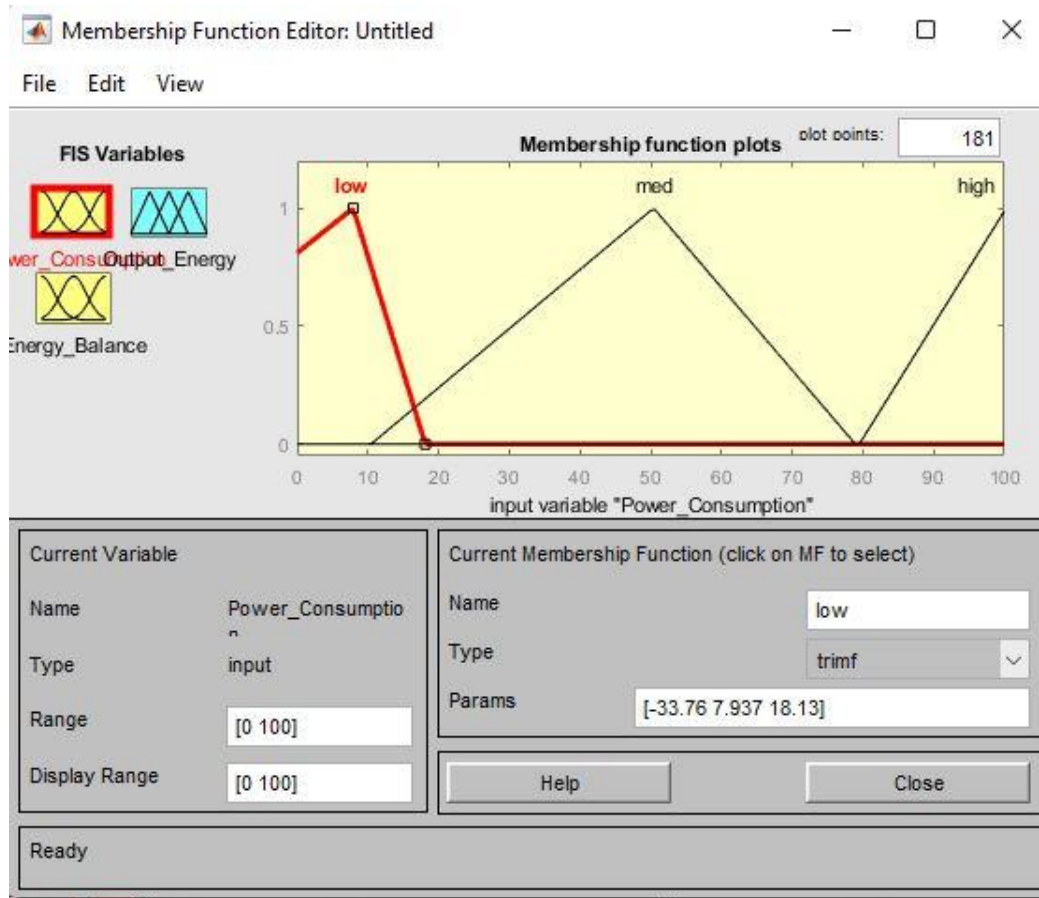 Membership Function Editor: Untitled
File Edit View
FIS Variables
wer_Consumption Output_Energy
Energy_Balance
Membership function plots
plot points:
181
low
med
high
1
0.5
0
0 10 20 30 40 50 60 70 80 90 100
input variable "Power_Consumption"
Current Variable
Name
Power_Consumptio
n
Type
input
Range
[0 100]
Display Range
[0 100]
Current Membership Function (click on MF to select)
Name
low
Type
trimf
Params
[-33.76 7.937 18.13]
Help
Close
Ready